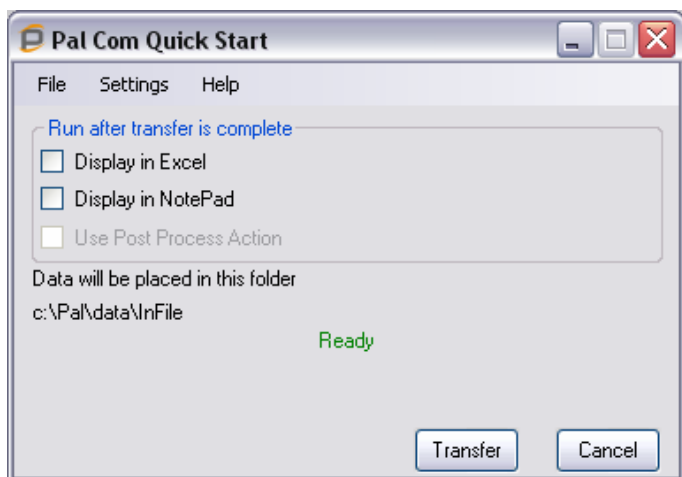 Pal Com Quick Start
File Settings Help
Run after transfer is complete
Display in Excel
Display in NotePad
Use Post Process Action
Data will be placed in this folder
c:\Pal\data\InFile
Ready
Transfer Cancel